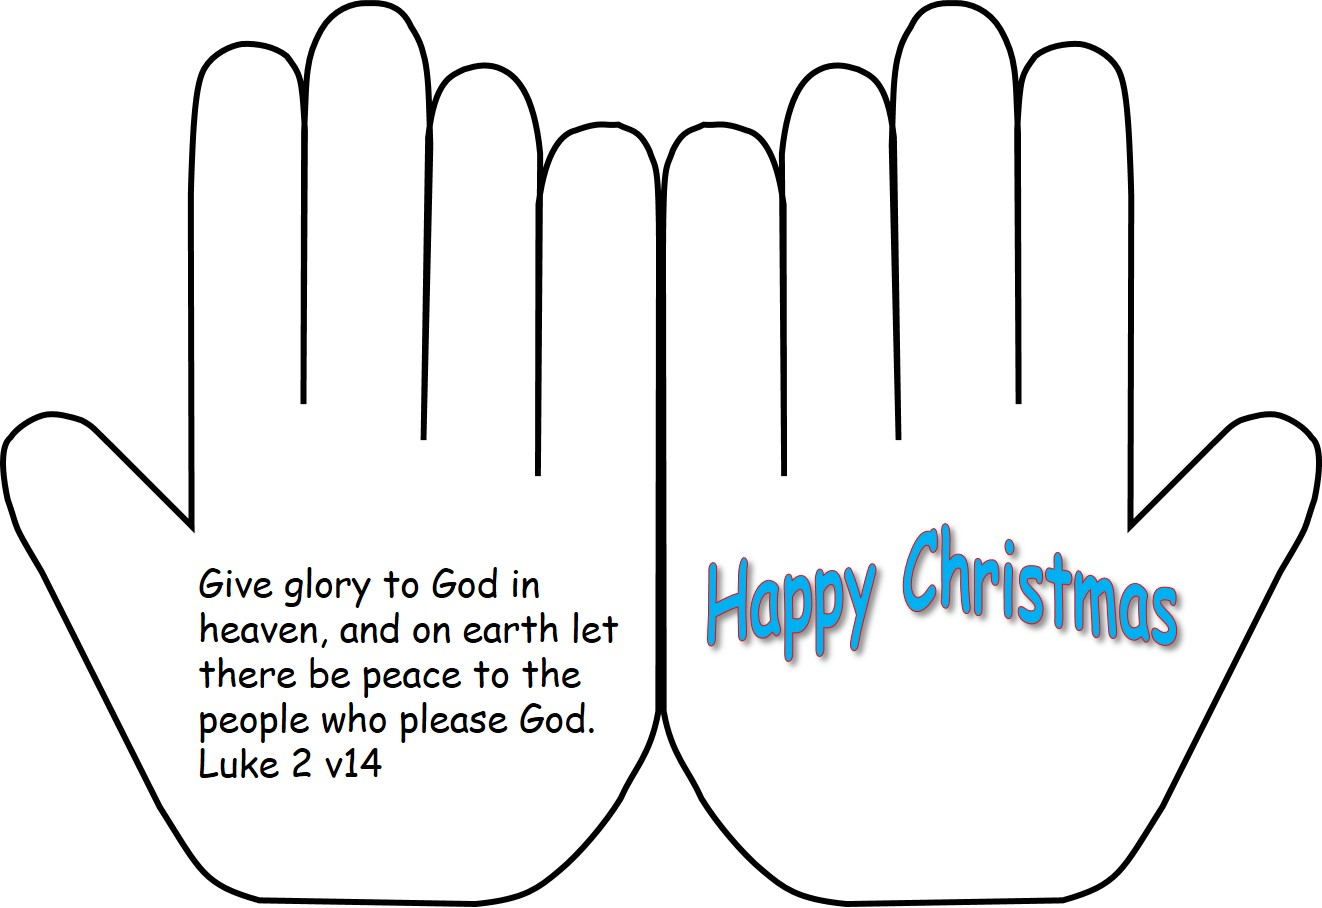 Give glory to God in
heaven, and on earth let
there be peace to the
people who please God.
Luke 2 v14
Happy Christmas